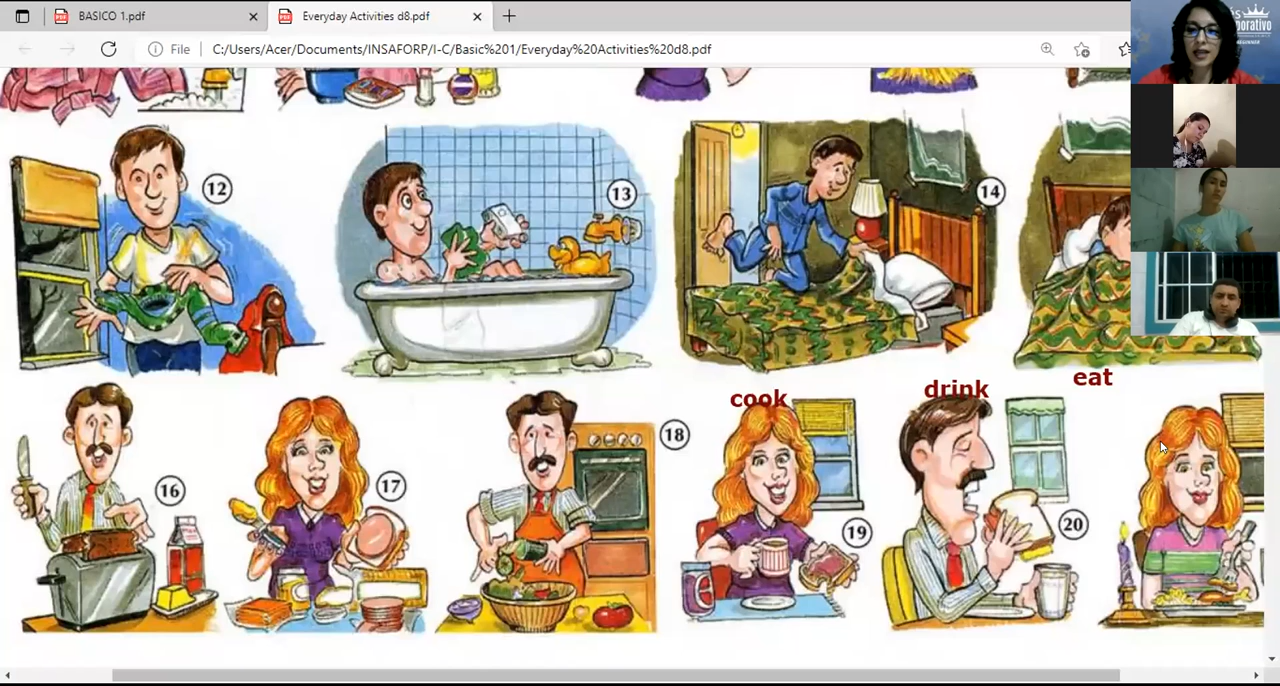 BASICO 1.pdf
Everyday Activities d8.pdf
File
C:/Users/Acer/Documents/INSAFORP/I-C/Basic%201/Everyday%20Activities%20d8.pdf
12
13
14
cook
drink
eat
16
17
18
19
20